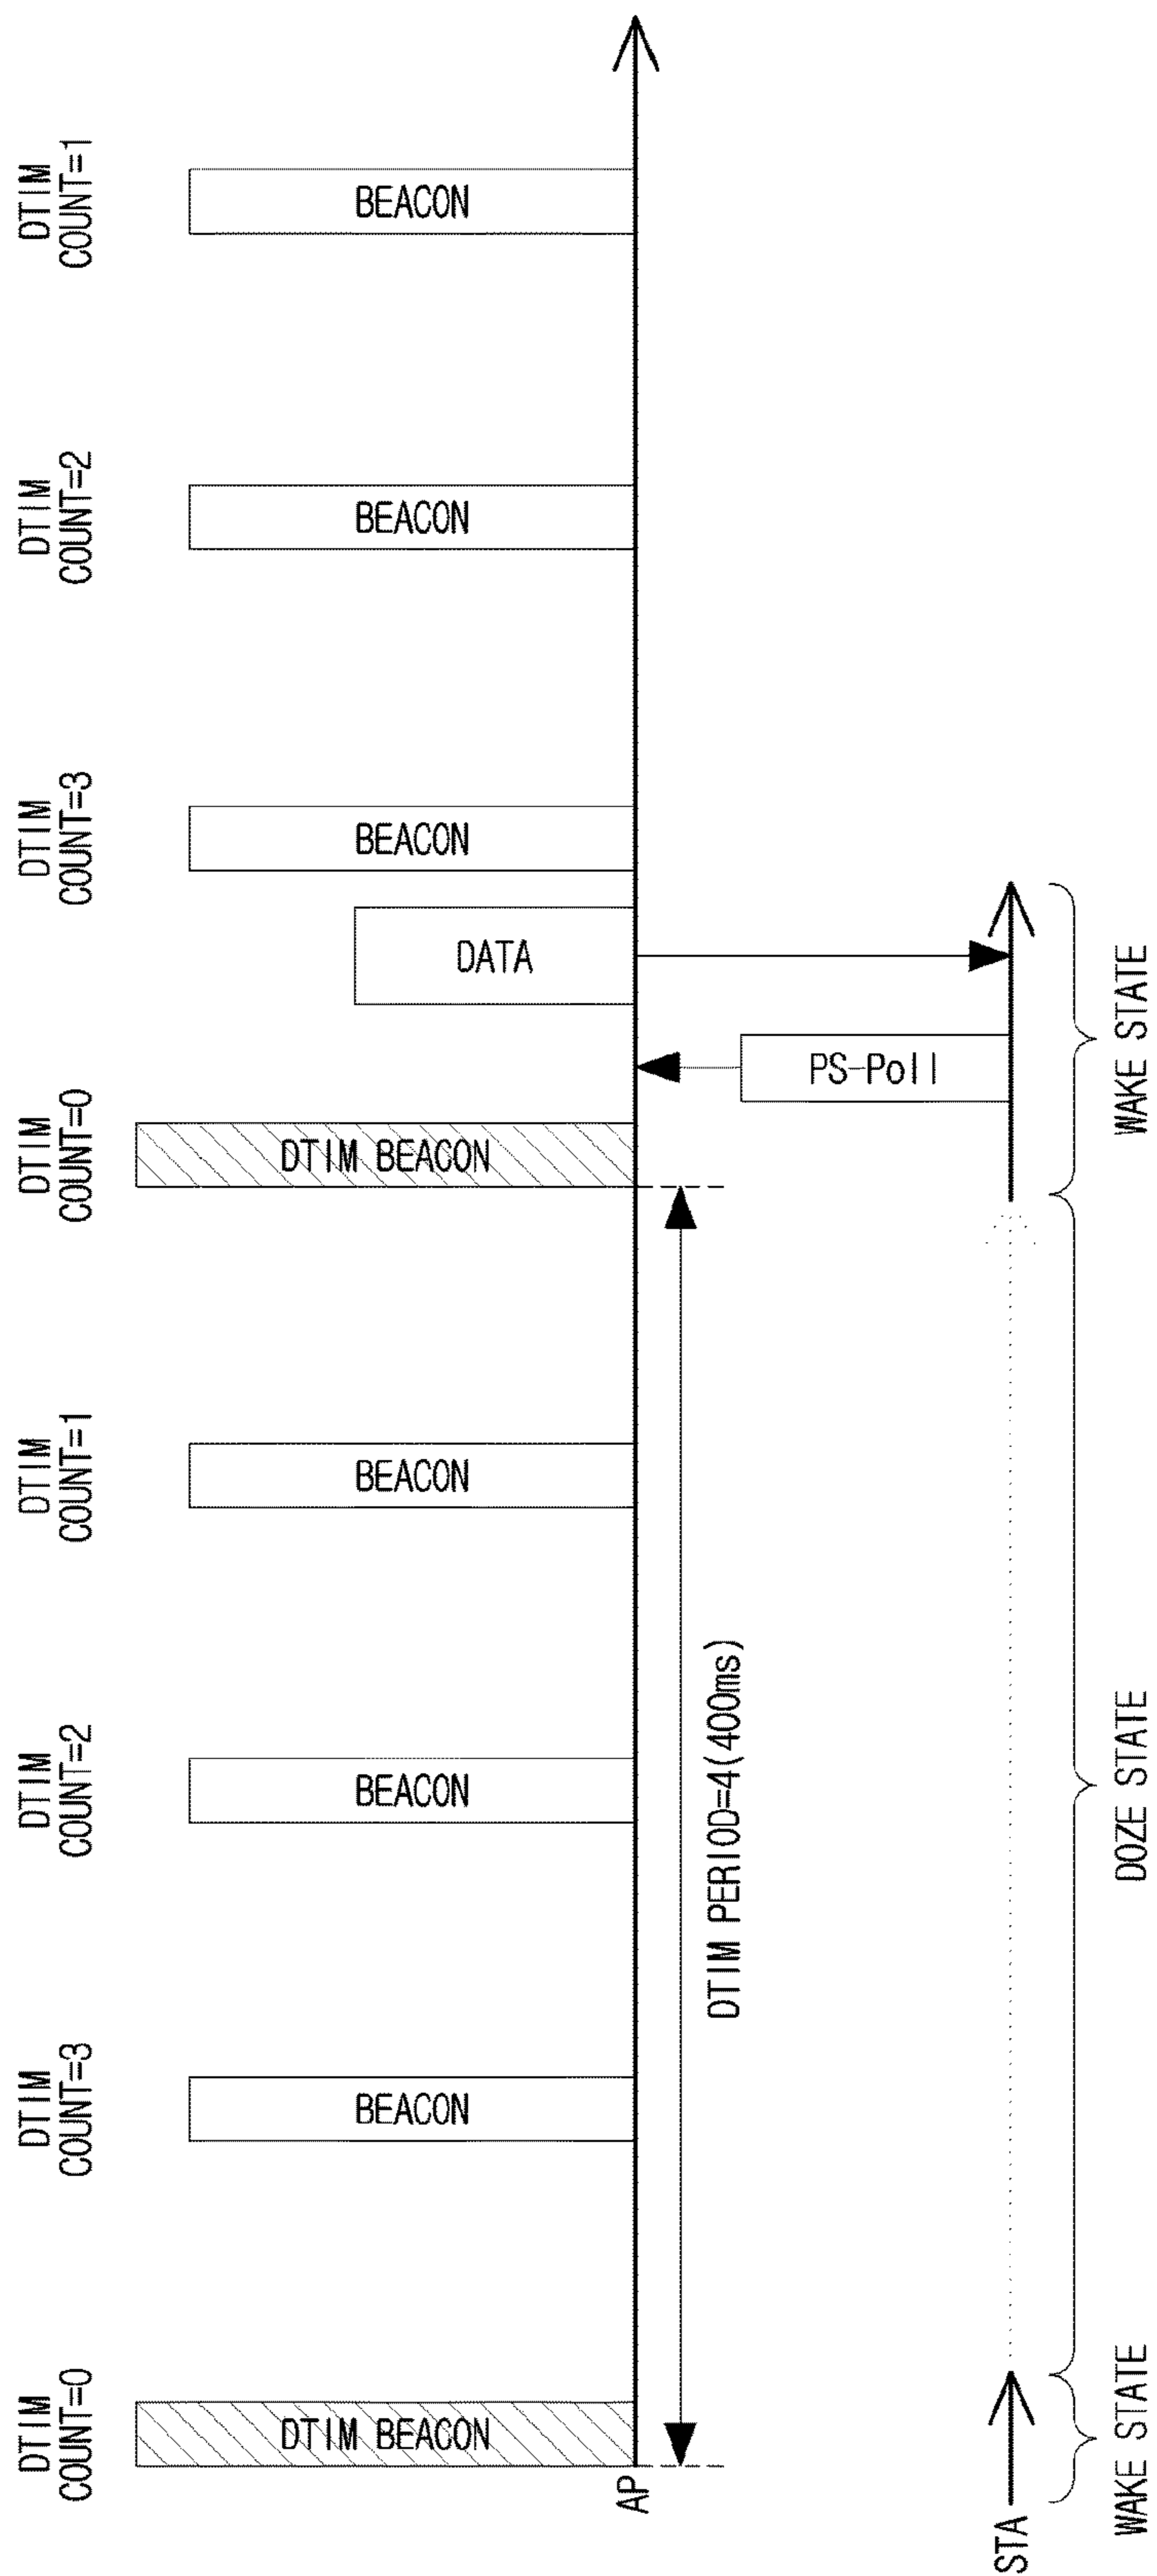 DTIM
COUNT=0
DTIM
COUNT=3
DTIM
COUNT=2
DTIM
COUNT=1
DTIM
COUNT=0
DTIM
COUNT=3
DTIM
COUNT=2
DTIM
COUNT=1
DTIM BEACON
BEACON
BEACON
BEACON
DTIM BEACON
DATA
BEACON
BEACON
BEACON
AP
DTIM PERIOD=4(400ms)
PS-Poll
STA
WAKE STATE
DOZE STATE
WAKE STATE